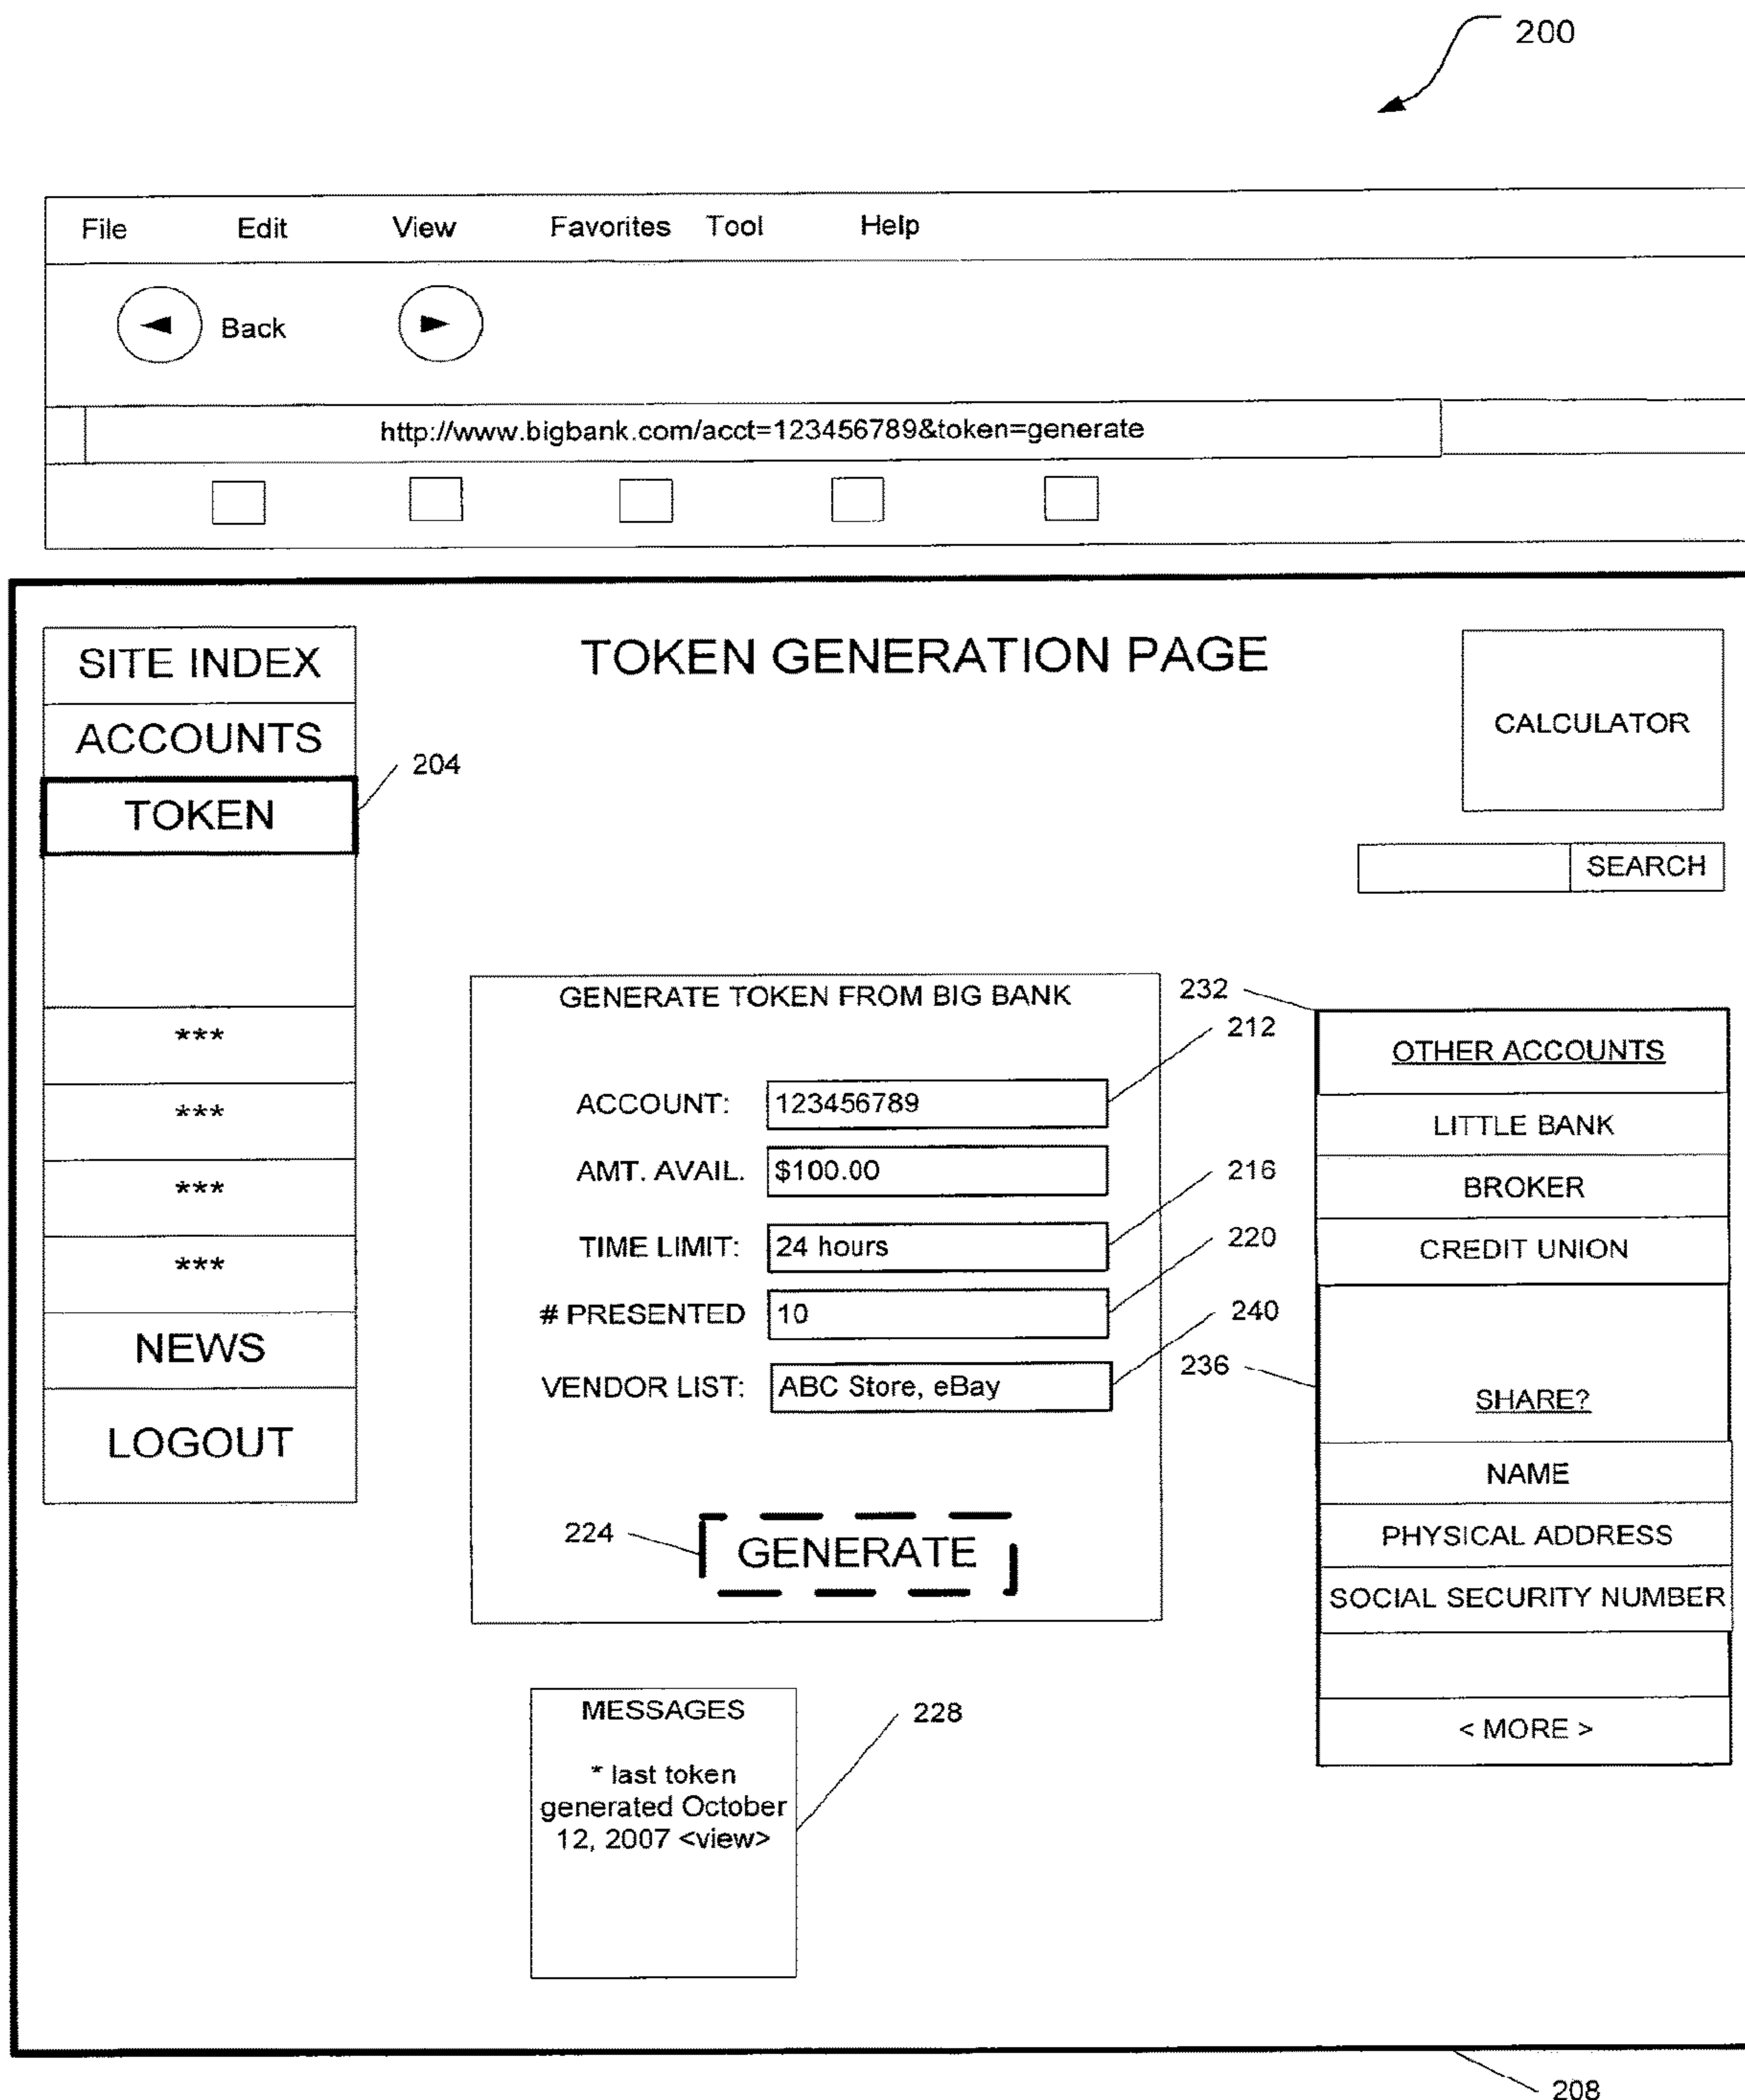 200
File Edit View Favorites Tool Help
Back
http://www.bigbank.com/acct=123456789&token=generate
SITE INDEX
ACCOUNTS
TOKEN
204
***
***
***
***
NEWS
LOGOUT
TOKEN GENERATION PAGE
CALCULATOR
SEARCH
GENERATE TOKEN FROM BIG BANK
ACCOUNT: 123456789
212
AMT. AVAIL. $100.00
TIME LIMIT: 24 hours
216
# PRESENTED 10
220
VENDOR LIST: ABC Store, eBay
240
224
GENERATE
232
OTHER ACCOUNTS
LITTLE BANK
BROKER
CREDIT UNION
236
SHARE?
NAME
PHYSICAL ADDRESS
SOCIAL SECURITY NUMBER
< MORE >
MESSAGES
228
* last token
generated October
12, 2007 <view>
208